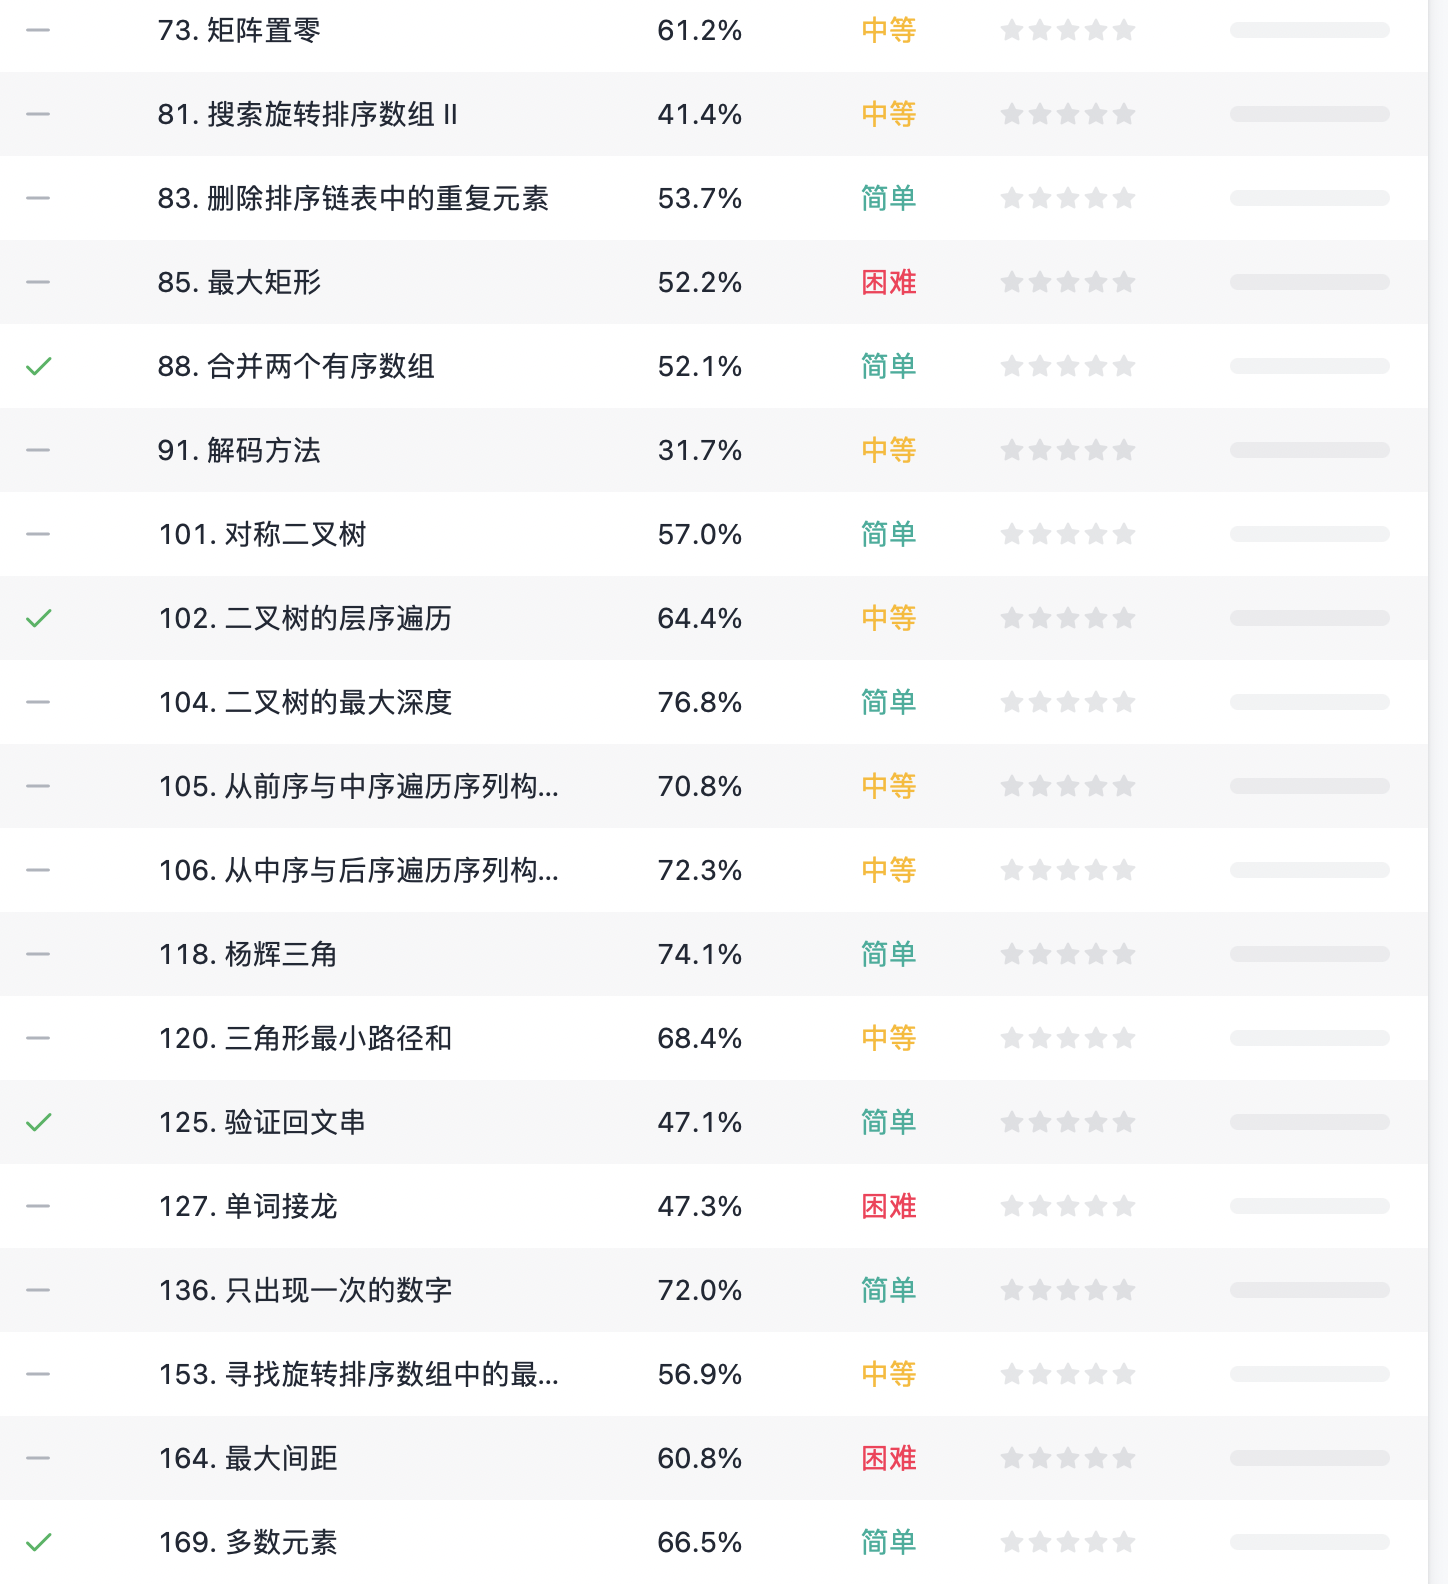 73. 矩阵置零 61.2% 中等
81. 搜索旋转排序数组 II 41.4% 中等
83. 删除排序链表中的重复元素 53.7% 简单
85. 最大矩形 52.2% 困难
88. 合并两个有序数组 52.1% 简单
91. 解码方法 31.7% 中等
101. 对称二叉树 57.0% 简单
102. 二叉树的层序遍历 64.4% 中等
104. 二叉树的最大深度 76.8% 简单
105. 从前序与中序遍历序列构... 70.8% 中等
106. 从中序与后序遍历序列构... 72.3% 中等
118. 杨辉三角 74.1% 简单
120. 三角形最小路径和 68.4% 中等
125. 验证回文串 47.1% 简单
127. 单词接龙 47.3% 困难
136. 只出现一次的数字 72.0% 简单
153. 寻找旋转排序数组中的最... 56.9% 中等
164. 最大间距 60.8% 困难
169. 多数元素 66.5% 简单